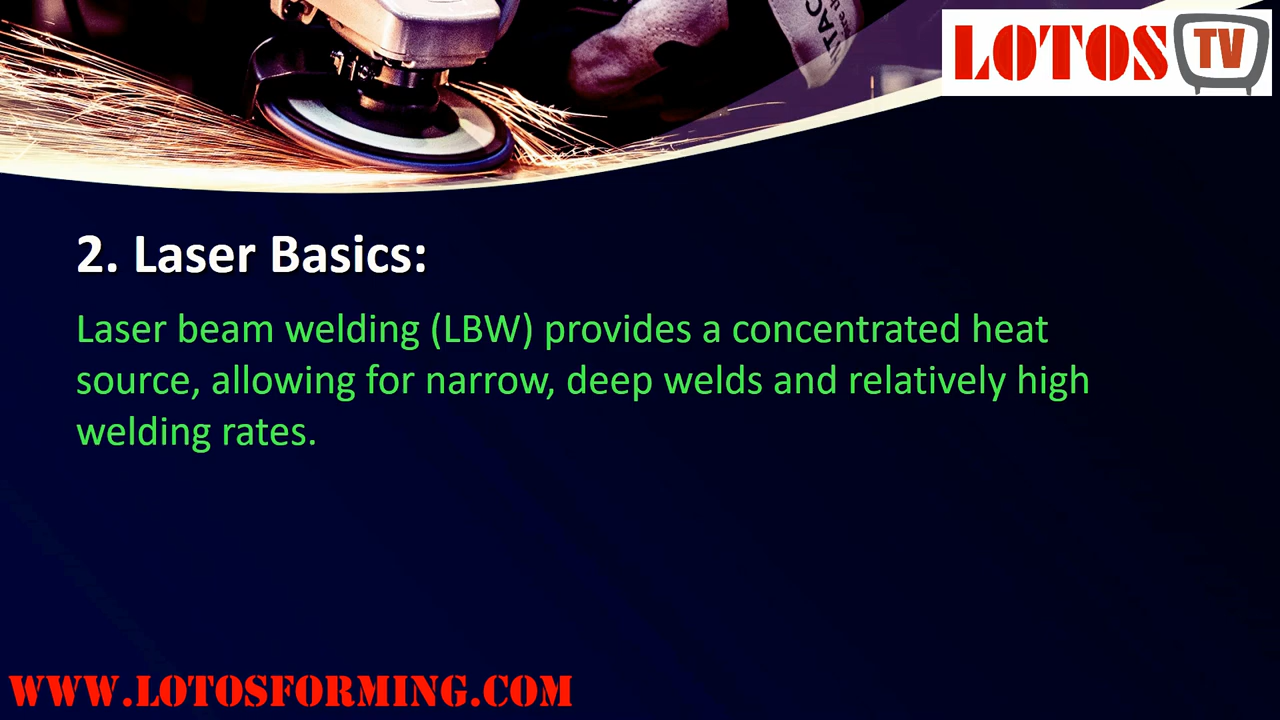 LOTOS TV
2. Laser Basics:
Laser beam welding (LBW) provides a concentrated heat
source, allowing for narrow, deep welds and relatively high
welding rates.
WWW.LOTOSFORMING.COM